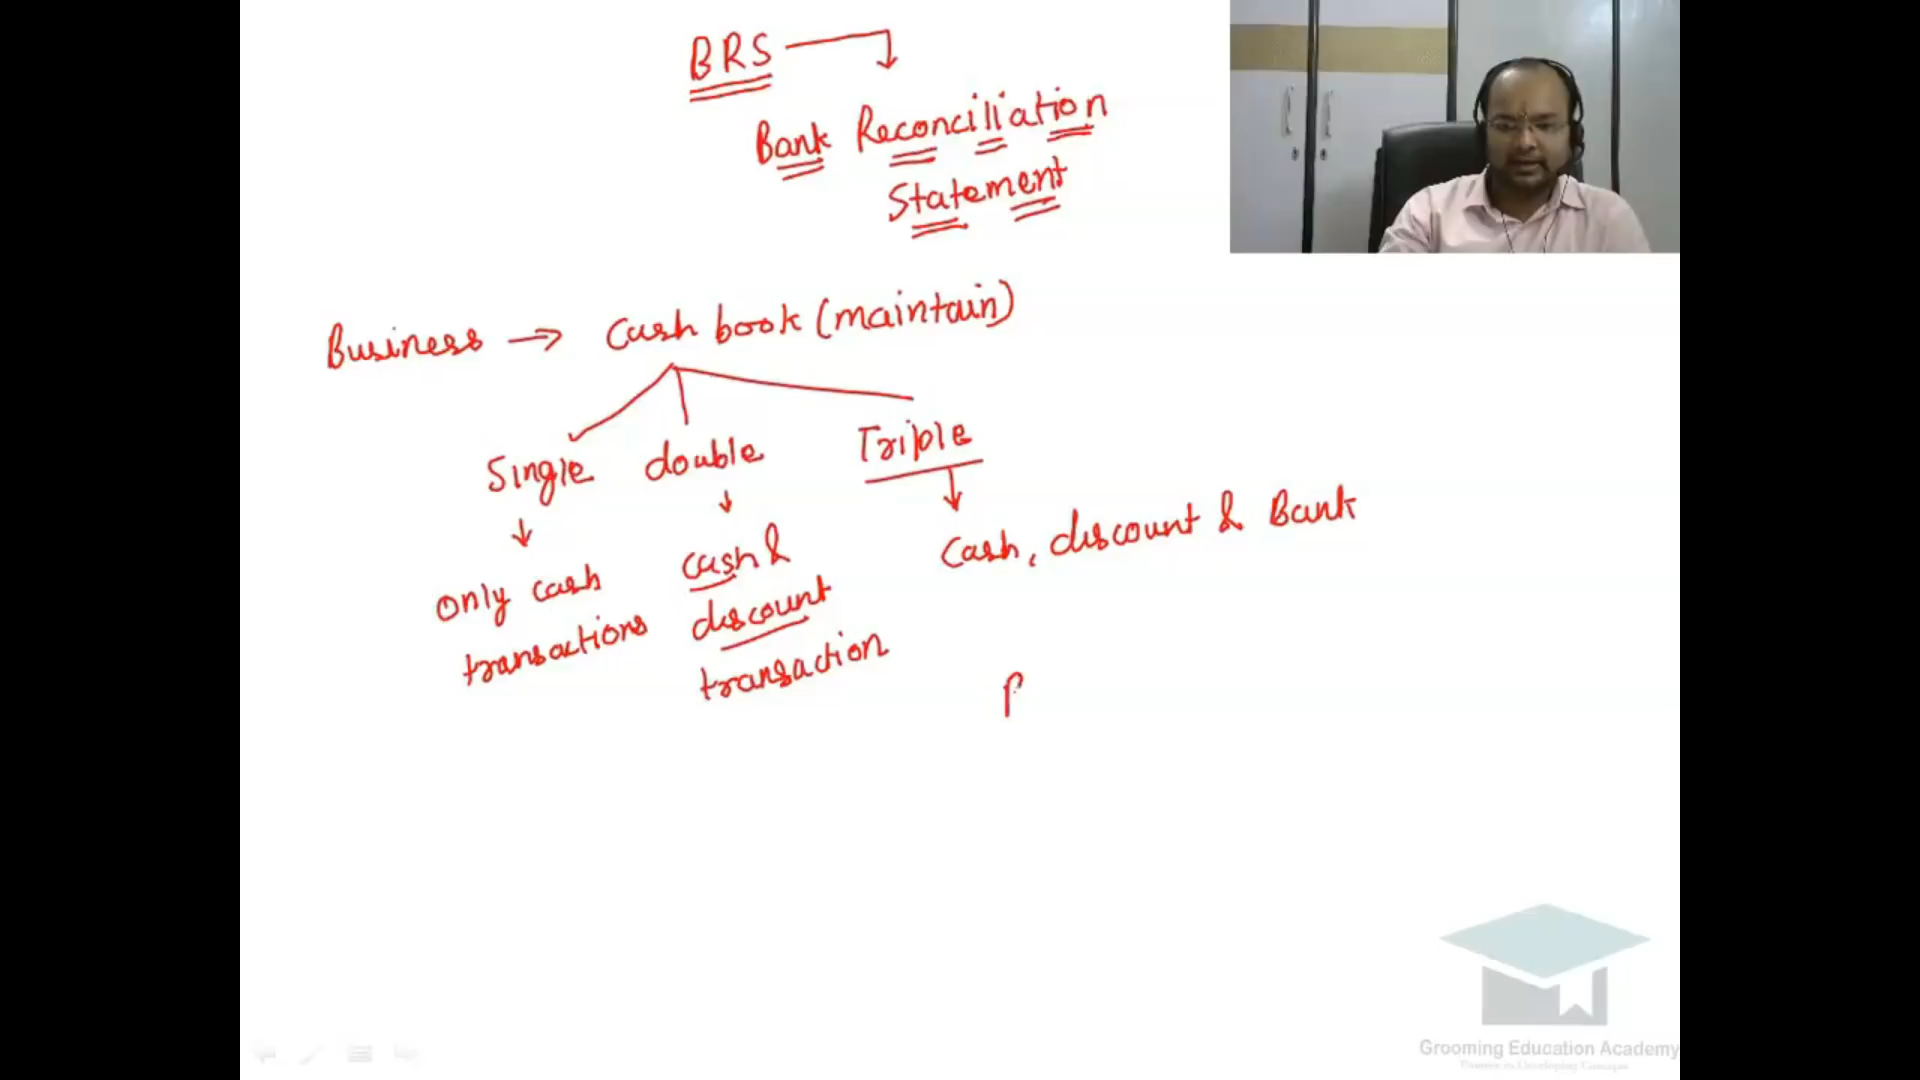 BRS
Bank Reconciliation
Statement
Business → Cash book (maintain)
Single double Triple
only cash
transactions
cash &
discount
transaction
Cash, discount & Bank
Grooming Education Academy